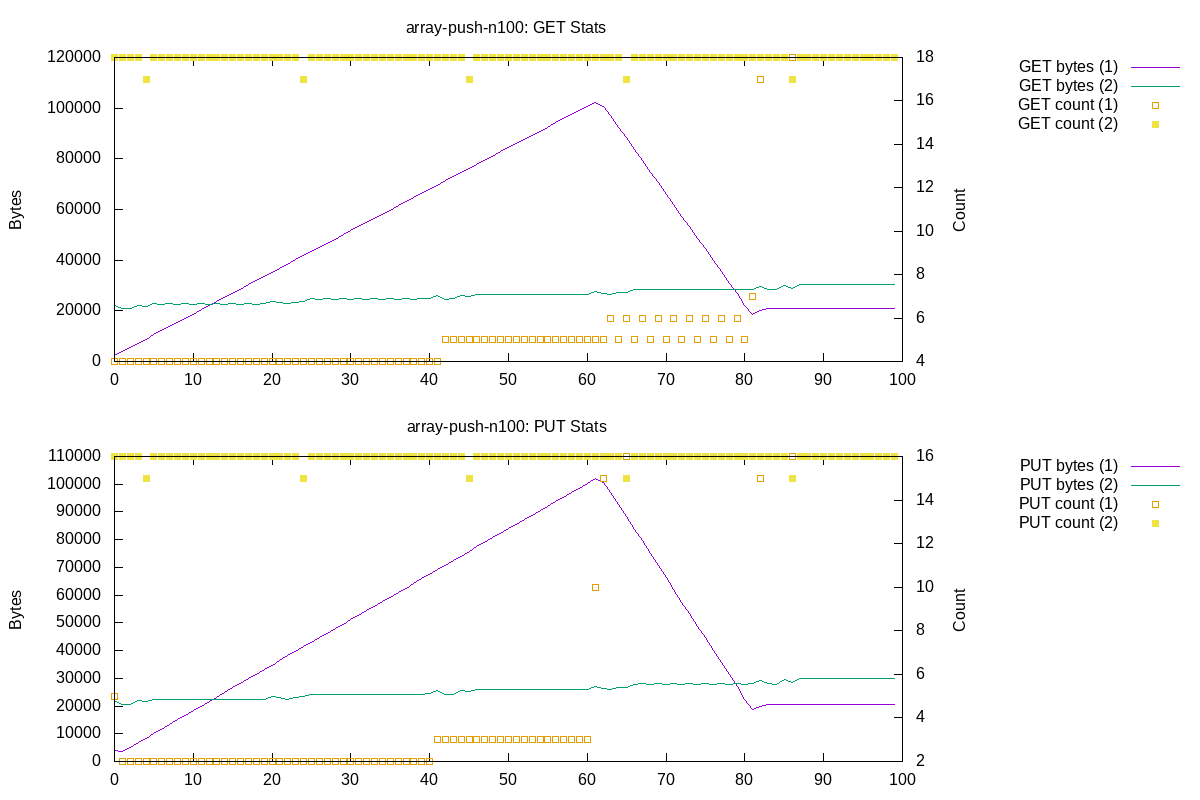 array-push-n100: GET Stats
120000
100000
80000
60000
40000
20000
0
Bytes
18
16
14
12
10
8
6
4
Count
0 10 20 30 40 50 60 70 80 90 100
GET bytes (1)
GET bytes (2)
GET count (1)
GET count (2)
array-push-n100: PUT Stats
110000
100000
90000
80000
70000
60000
50000
40000
30000
20000
10000
0
Bytes
16
14
12
10
8
6
4
2
Count
0 10 20 30 40 50 60 70 80 90 100
PUT bytes (1)
PUT bytes (2)
PUT count (1)
PUT count (2)